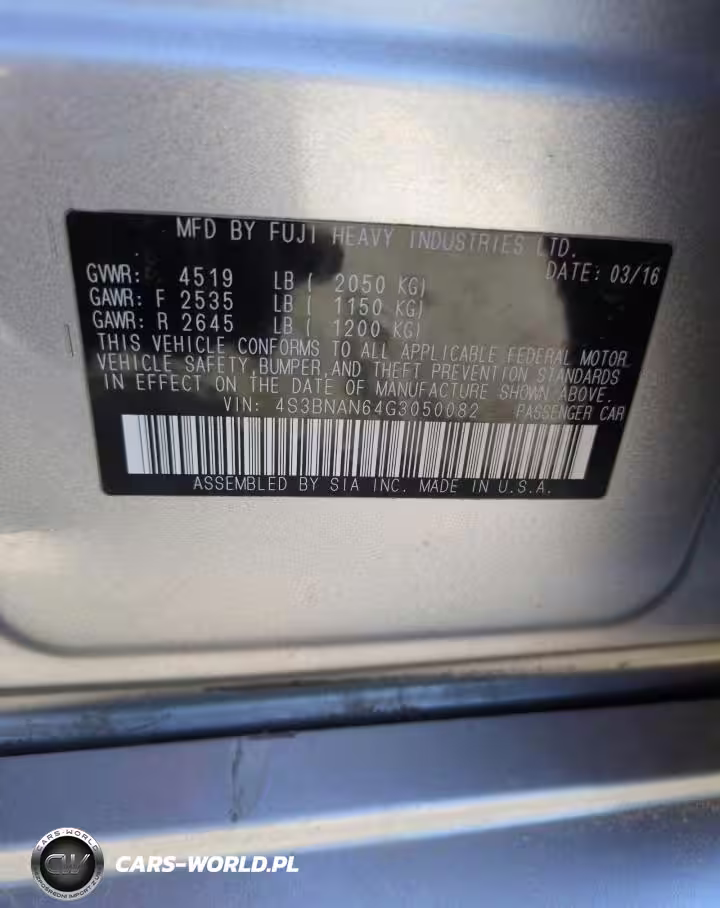 MFD BY FUJI HEAVY INDUSTRIES LTD.
DATE: 03/16
GVWR: 4519 LB ( 2050 KG)
GAWR: F 2535 LB ( 1150 KG)
GAWR: R 2645 LB ( 1200 KG)
THIS VEHICLE CONFORMS TO ALL APPLICABLE FEDERAL MOTOR
VEHICLE SAFETY, BUMPER, AND THEFT PREVENTION STANDARDS
IN EFFECT ON THE DATE OF MANUFACTURE SHOWN ABOVE.
VIN: 4S3BNAN64G3050082 PASSENGER CAR
ASSEMBLED BY SIA INC. MADE IN U.S.A.
CARS-WORLD
CW
CARS-WORLD.PL